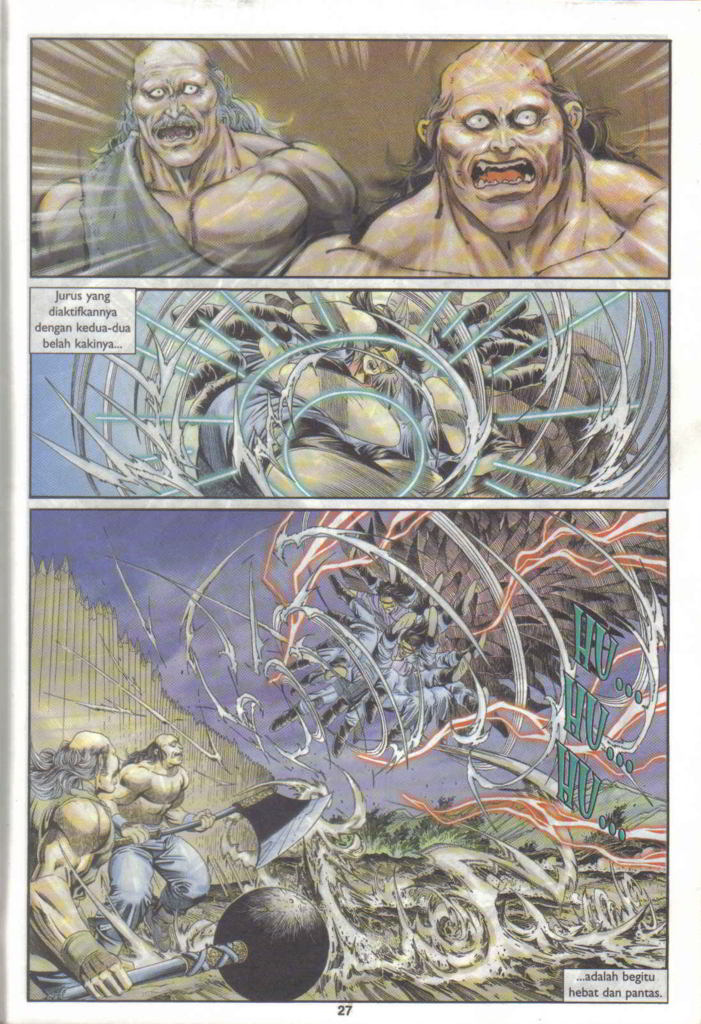 Jurus yang
diaktifkannya
dengan kedua-dua
belah kakinya...
HU...
HU...
HU...
...adalah begitu
hebat dan pantas.
27